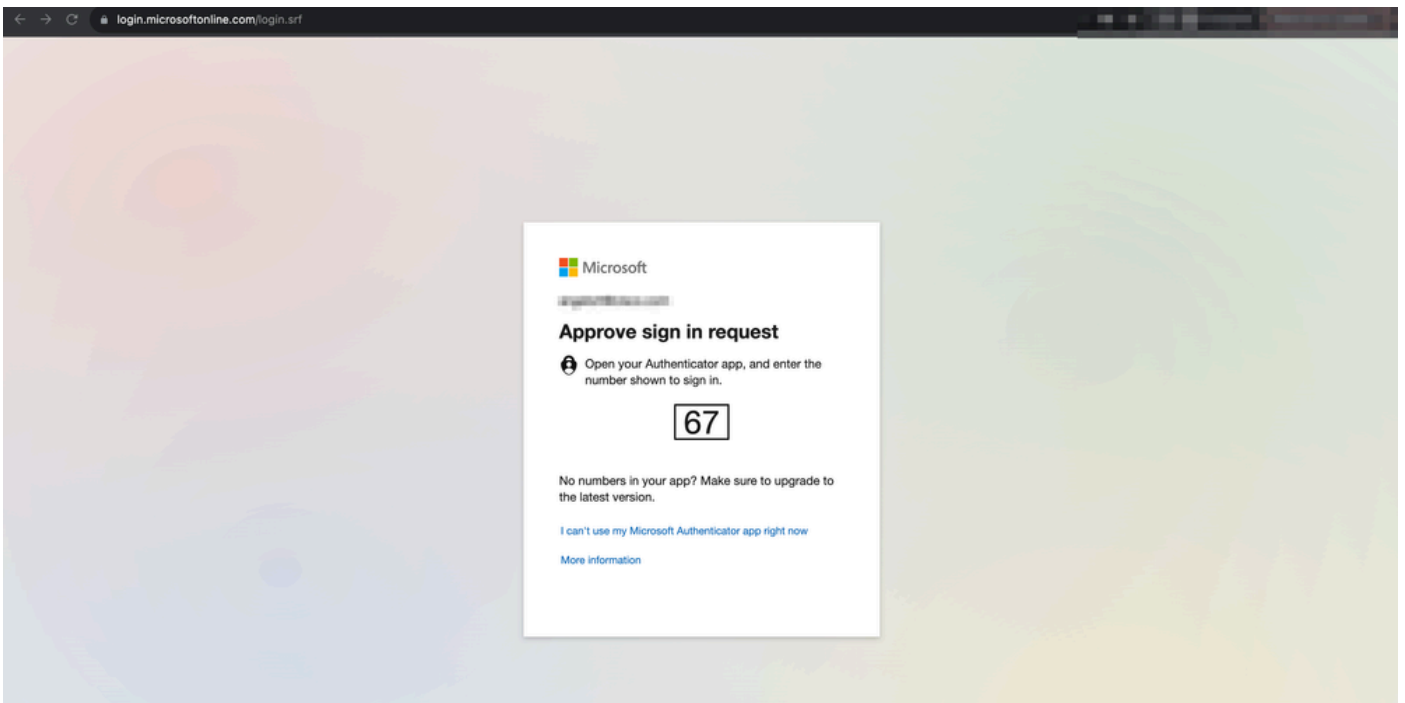 login.microsoftonline.com/login.srf
Microsoft
Approve sign in request
Open your Authenticator app, and enter the
number shown to sign in.
67
No numbers in your app? Make sure to upgrade to
the latest version.
I can't use my Microsoft Authenticator app right now
More information